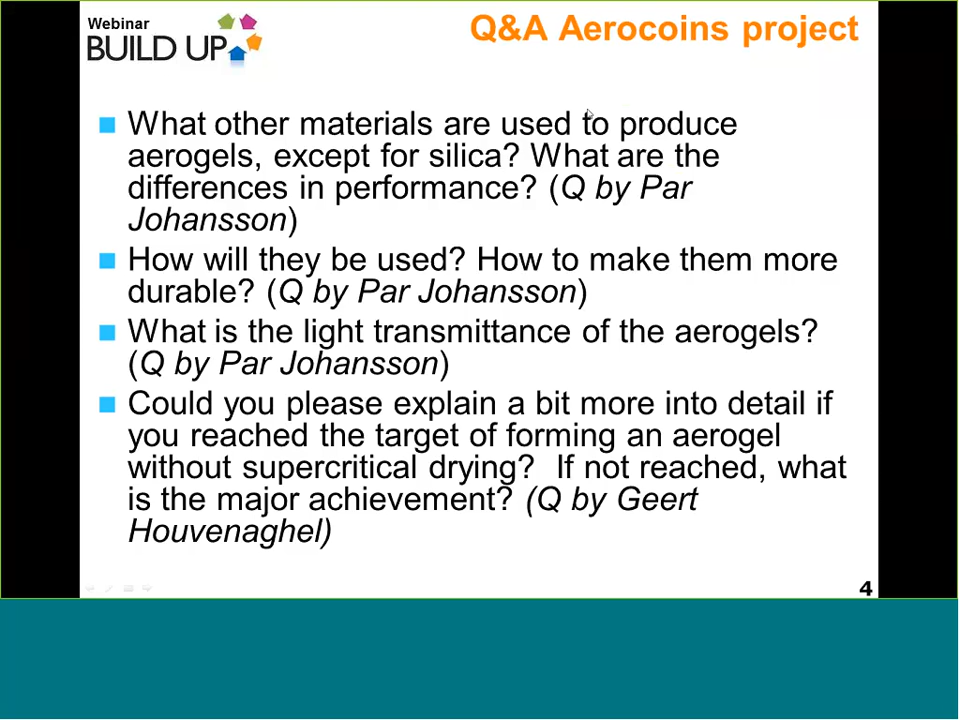 Webinar
BUILD UP
Q&A Aerocoins project
What other materials are used to produce
aerogels, except for silica? What are the
differences in performance? (Q by Par
Johansson)
How will they be used? How to make them more
durable? (Q by Par Johansson)
What is the light transmittance of the aerogels?
(Q by Par Johansson)
Could you please explain a bit more into detail if
you reached the target of forming an aerogel
without supercritical drying?  If not reached, what
is the major achievement? (Q by Geert
Houvenaghel)
4